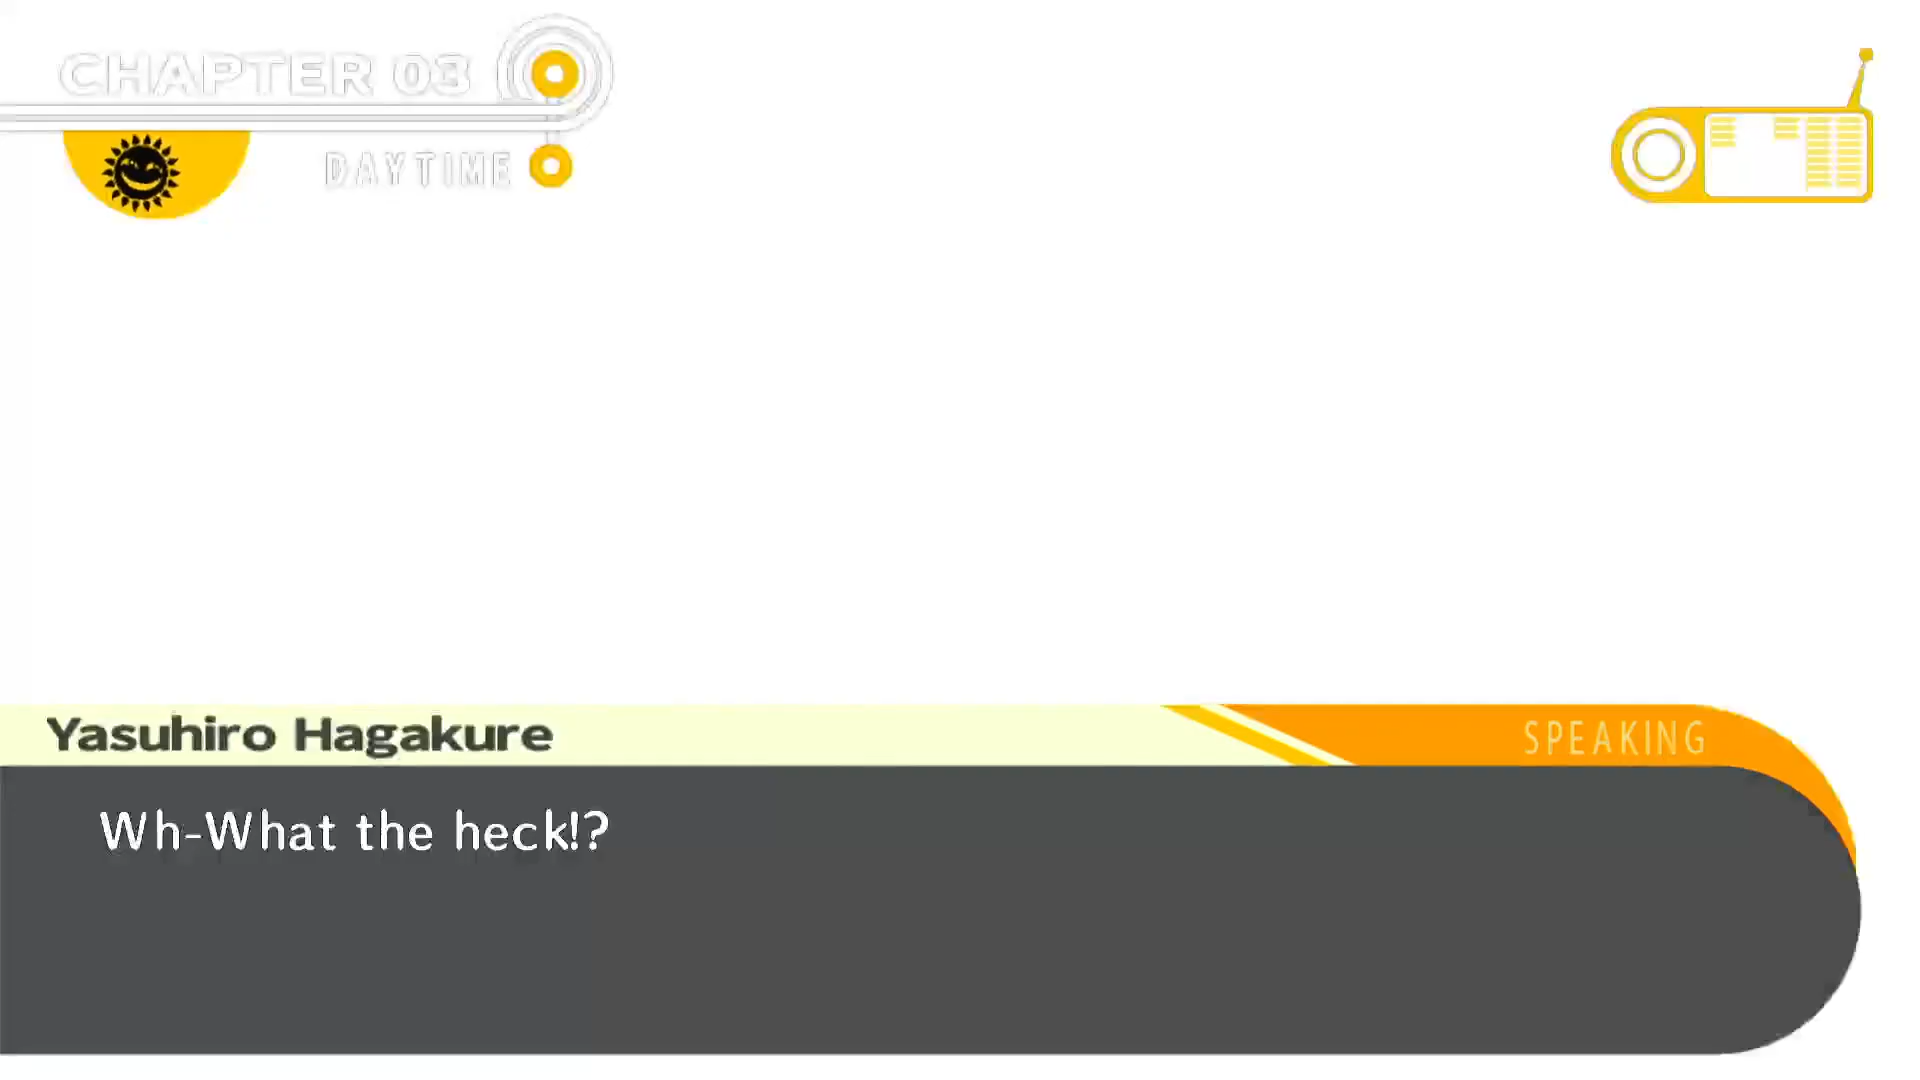 CHAPTER 03
DAYTIME
Yasuhiro Hagakure
SPEAKING
Wh-What the heck!?